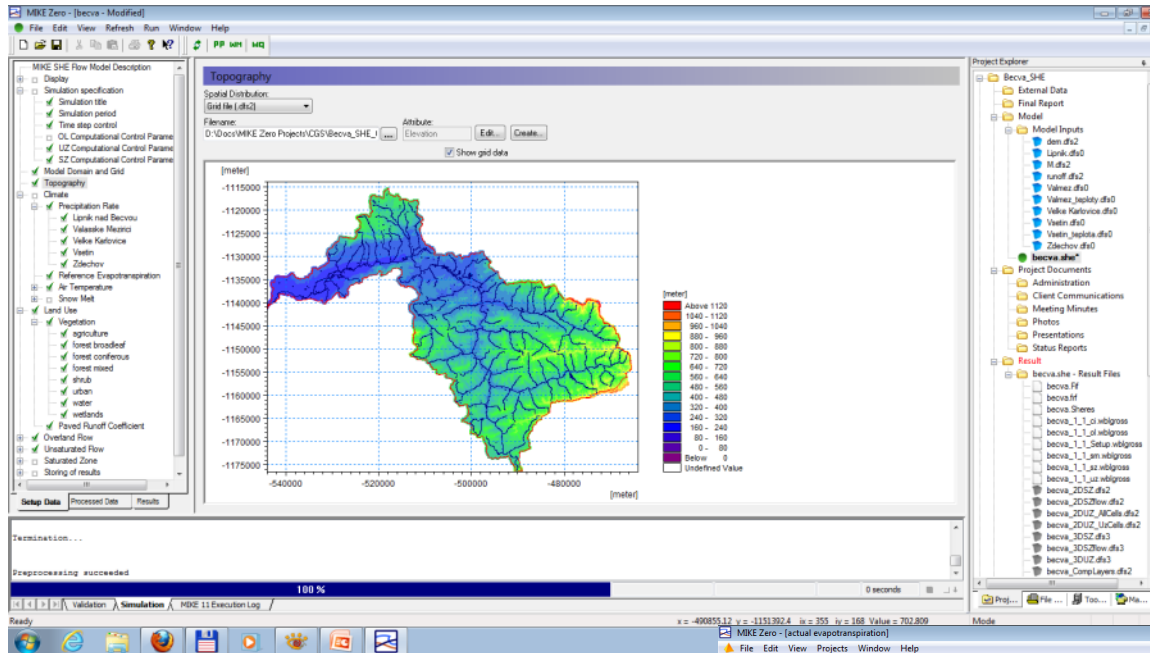 MIKE Zero - [becva - Modified]
File Edit View Refresh Run Window Help
PP WM WQ
MIKE SHE Flow Model Description
Display
Simulation specification
Simulation title
Simulation period
Time step control
OL Computational Control Parame
UZ Computational Control Parame
SZ Computational Control Parame
Model Domain and Grid
Topography
Climate
Precipitation Rate
Lipnik nad Becvou
Valasske Mezirici
Velke Karlovice
Vsetin
Zdechov
Reference Evapotranspiration
Air Temperature
Snow Melt
Land Use
Vegetation
agriculture
forest broadleaf
forest coniferous
forest mixed
shrub
urban
water
wetlands
Paved Runoff Coefficient
Overland Flow
Unsaturated Flow
Saturated Zone
Storing of results
Setup Data Processed Data Results
Topography
Spatial Distribution:
Grid file (.dfs2)
Filename: Attribute:
D:\Docs\MIKE Zero Projects\CGS\Becva_SHE_ ... Elevation Edit... Create...
Show grid data
[meter]
-1115000
-1120000
-1125000
-1130000
-1135000
-1140000
-1145000
-1150000
-1155000
-1160000
-1165000
-1170000
-1175000
-540000 -520000 -500000 -480000
[meter]
[meter]
Above 1120
1040 - 1120
960 - 1040
880 - 960
800 - 880
720 - 800
640 - 720
560 - 640
480 - 560
400 - 480
320 - 400
240 - 320
160 - 240
80 - 160
0 - 80
Below 0
Undefined Value
Project Explorer
Becva_SHE
External Data
Final Report
Model
Model Inputs
dem.dfs2
Lipnik.dfs0
M.dfs2
runoff.dfs2
Valmez.dfs0
Valmez_teploty.dfs0
Velke Karlovice.dfs0
Vsetin.dfs0
Vsetin_teplota.dfs0
Zdechov.dfs0
becva.she*
Project Documents
Administration
Client Communications
Meeting Minutes
Photos
Presentations
Status Reports
Result
becva.she - Result Files
becva.Fif
becva.frf
becva.Sheres
becva_1_1_ci.wblgross
becva_1_1_ol.wblgross
becva_1_1_Setup.wblgross
becva_1_1_sm.wblgross
becva_1_1_sz.wblgross
becva_1_1_uz.wblgross
becva_2DSZ.dfs2
becva_2DSZflow.dfs2
becva_2DUZ_AllCells.dfs2
becva_2DUZ_UzCells.dfs2
becva_3DSZ.dfs3
becva_3DSZflow.dfs3
becva_3DUZ.dfs3
becva_CompLayers.dfs2
Proj... File ... Too... Ma...
Termination...
Preprocessing succeeded
100 % 0 seconds
Validation Simulation MIKE 11 Execution Log
Ready x = -490855.12 y = -1151392.4 ix = 355 iy = 168 Value = 702.809 Mode
MIKE Zero - [actual evapotranspiration]
File Edit View Projects Window Help